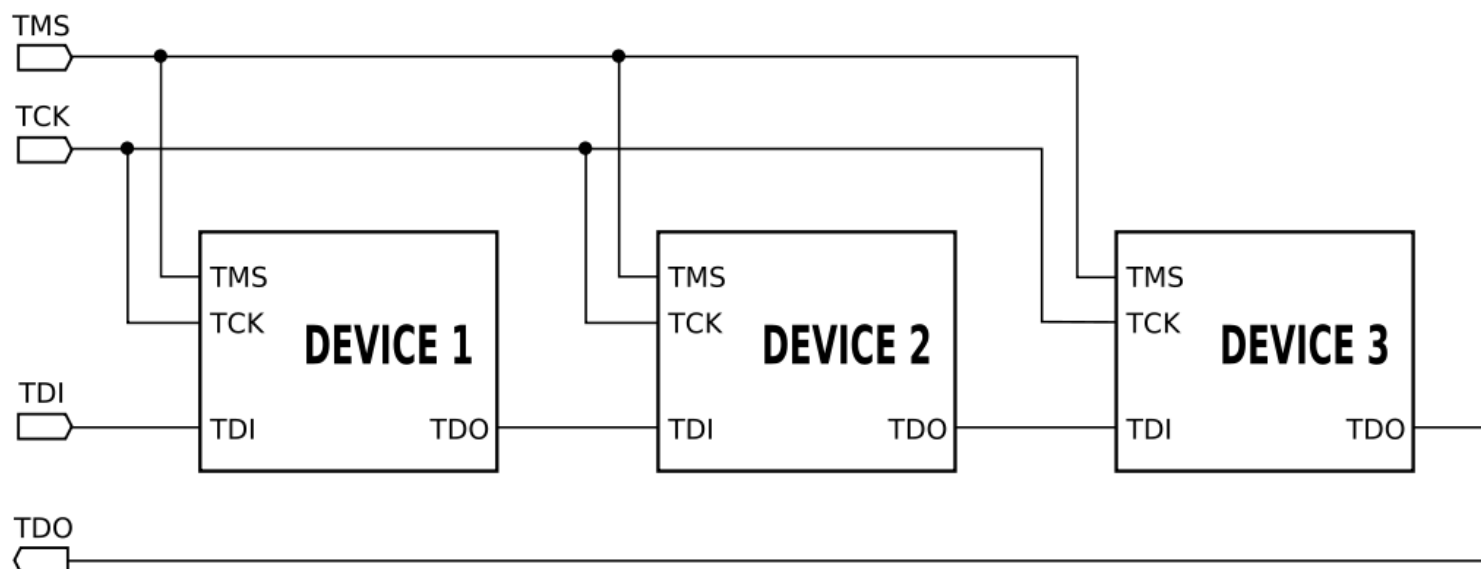 TMS
TCK
TMS
TCK
DEVICE 1
TDI
TDO
TMS
TCK
DEVICE 2
TDI
TDO
TMS
TCK
DEVICE 3
TDI
TDO
TDI
TDO